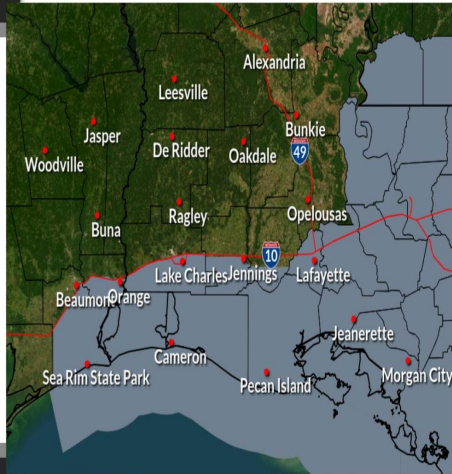 Alexandria
Leesville
Bunkie
Jasper
De Ridder
Oakdale
49
Woodville
Ragley
Opelousas
Buna
10
Lake Charles
Jennings
Lafayette
Beaumont
Orange
Jeanerette
Cameron
Sea Rim State Park
Pecan Island
Morgan City